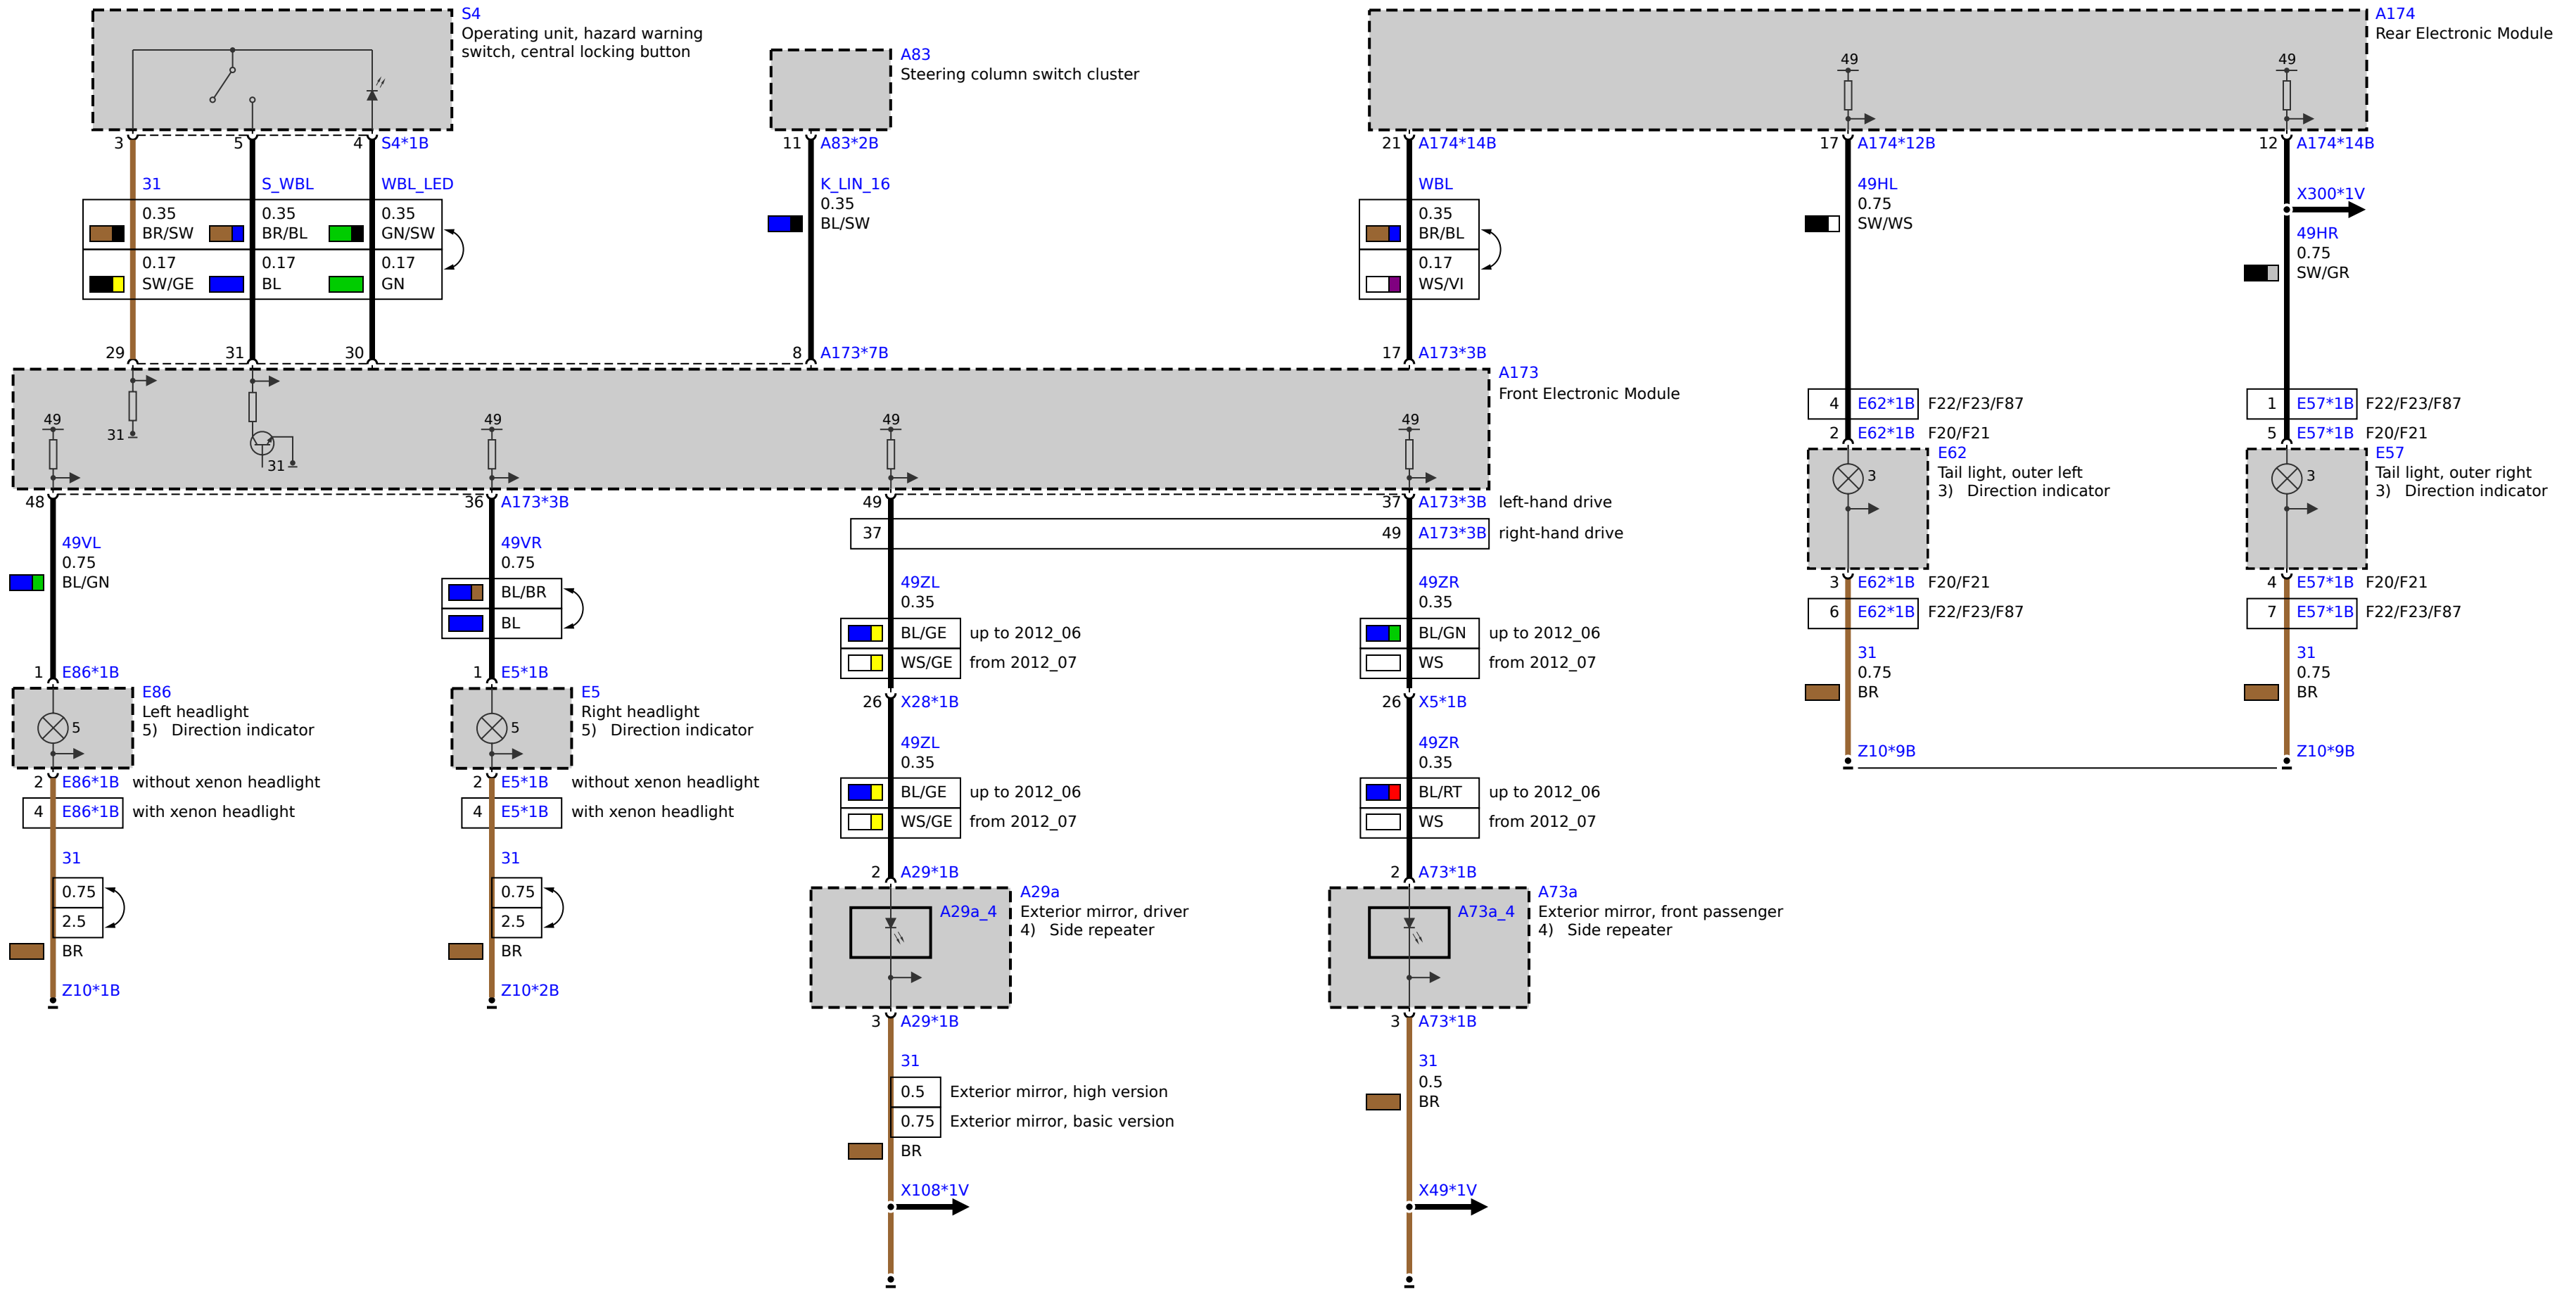 S4
Operating unit, hazard warning
switch, central locking button
A83
Steering column switch cluster
A174
Rear Electronic Module
49
49
3
5
4 S4*1B
11 A83*2B
21 A174*14B
17 A174*12B
12 A174*14B
31
S_WBL
WBL_LED
K_LIN_16
0.35
BL/SW
WBL
49HL
0.75
SW/WS
X300*1V
49HR
0.75
SW/GR
0.35
BR/SW
0.35
BR/BL
0.35
GN/SW
0.17
SW/GE
0.17
BL
0.17
GN
0.35
BR/BL
0.17
WS/VI
29
31
30
8 A173*7B
17 A173*3B
A173
Front Electronic Module
49
31
31
49
49
49
4 E62*1B F22/F23/F87
2 E62*1B F20/F21
E62
Tail light, outer left
3) Direction indicator
3
3 E62*1B F20/F21
6 E62*1B F22/F23/F87
31
0.75
BR
Z10*9B
1 E57*1B F22/F23/F87
5 E57*1B F20/F21
E57
Tail light, outer right
3) Direction indicator
3
4 E57*1B F20/F21
7 E57*1B F22/F23/F87
31
0.75
BR
Z10*9B
48
36 A173*3B
49
37 A173*3B left-hand drive
37
49 A173*3B right-hand drive
49VL
0.75
BL/GN
1 E86*1B
E86
Left headlight
5) Direction indicator
5
2 E86*1B without xenon headlight
4 E86*1B with xenon headlight
31
0.75
2.5
BR
Z10*1B
49VR
0.75
BL/BR
BL
1 E5*1B
E5
Right headlight
5) Direction indicator
5
2 E5*1B without xenon headlight
4 E5*1B with xenon headlight
31
0.75
2.5
BR
Z10*2B
49ZL
0.35
BL/GE up to 2012_06
WS/GE from 2012_07
26 X28*1B
49ZL
0.35
BL/GE up to 2012_06
WS/GE from 2012_07
2 A29*1B
A29a
A29a_4
Exterior mirror, driver
4) Side repeater
3 A29*1B
31
0.5 Exterior mirror, high version
0.75 Exterior mirror, basic version
BR
X108*1V
49ZR
0.35
BL/GN up to 2012_06
WS from 2012_07
26 X5*1B
49ZR
0.35
BL/RT up to 2012_06
WS from 2012_07
2 A73*1B
A73a
A73a_4
Exterior mirror, front passenger
4) Side repeater
3 A73*1B
31
0.5
BR
X49*1V